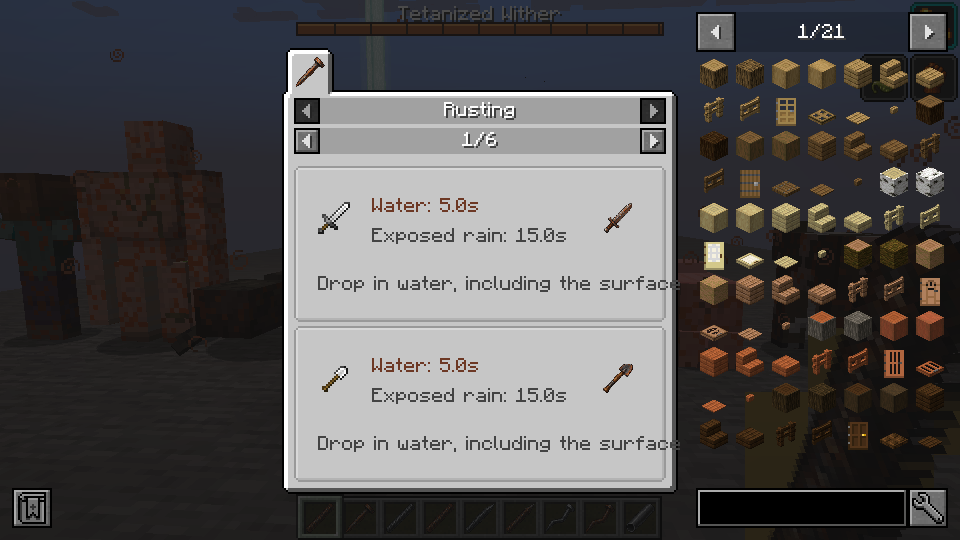 Tetanized Wither
1/21
Rusting
1/6
Water: 5.0s
Exposed rain: 15.0s
Drop in water, including the surface
Water: 5.0s
Exposed rain: 15.0s
Drop in water, including the surface